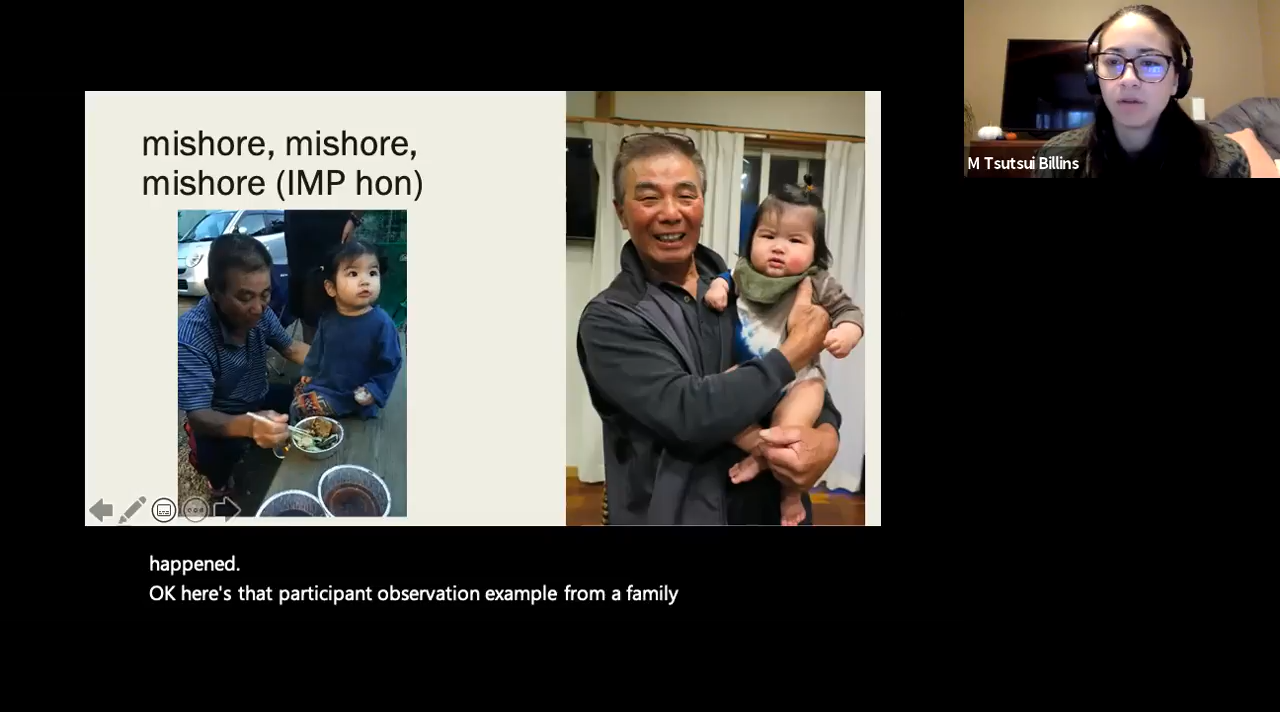 mishore, mishore,
mishore (IMP hon)
M Tsutsui Billins
happened.
OK here's that participant observation example from a family